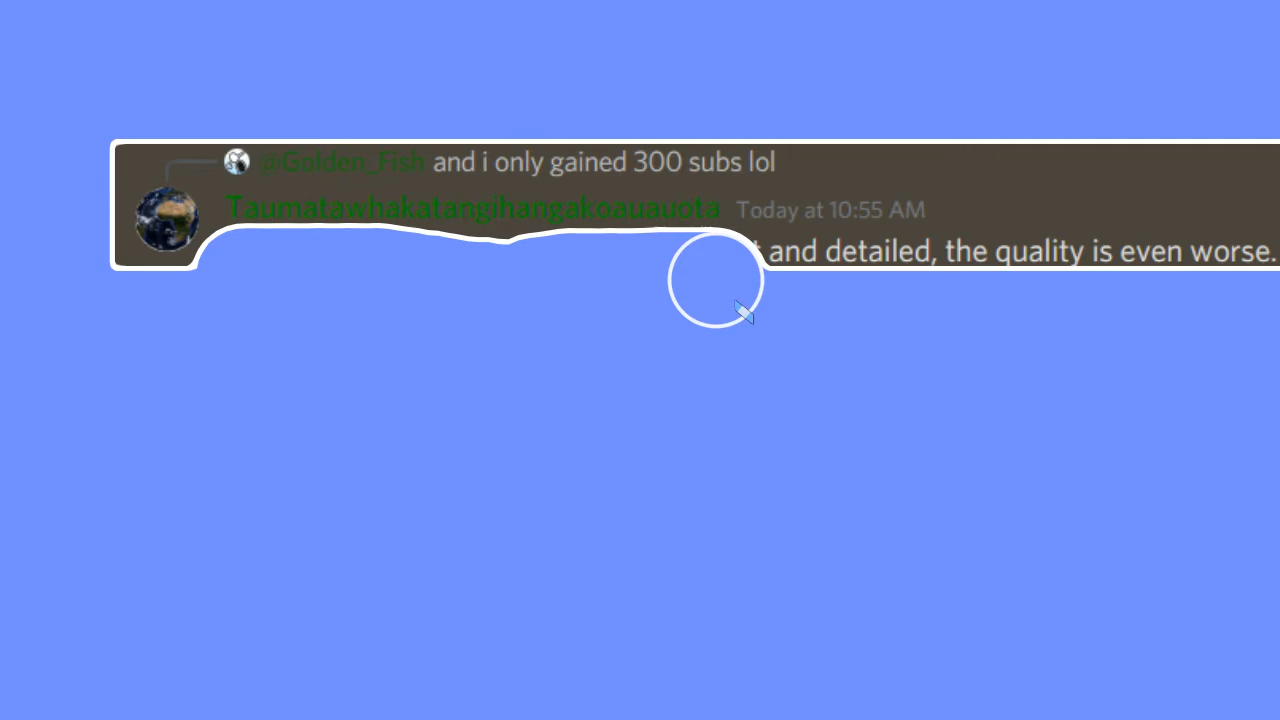 @Golden_Fish and i only gained 300 subs lol
Taumatawhakatangihangakoauauota Today at 10:55 AM
and detailed, the quality is even worse.